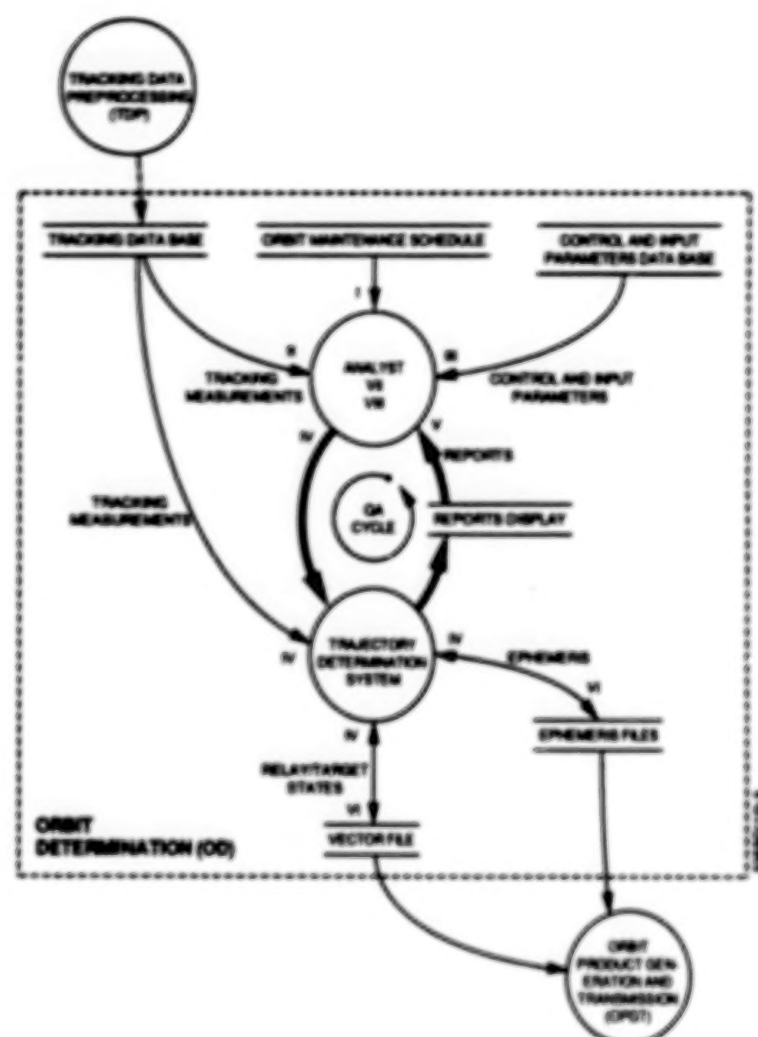 TRACKING DATA
PREPROCESSING
(TDP)
TRACKING DATA BASE
ORBIT MAINTENANCE SCHEDULE
CONTROL AND INPUT
PARAMETERS DATA BASE
I
II
III
TRACKING
MEASUREMENTS
ANALYST
VII
VIII
CONTROL AND INPUT
PARAMETERS
IV
V
REPORTS
TRACKING
MEASUREMENTS
QA
CYCLE
REPORTS DISPLAY
IV
TRAJECTORY
DETERMINATION
SYSTEM
IV
EPHEMERIS
VI
EPHEMERIS FILES
IV
RELAY/TARGET
STATES
VI
VECTOR FILE
ORBIT
DETERMINATION (OD)
ORBIT
PRODUCT GEN-
ERATION AND
TRANSMISSION